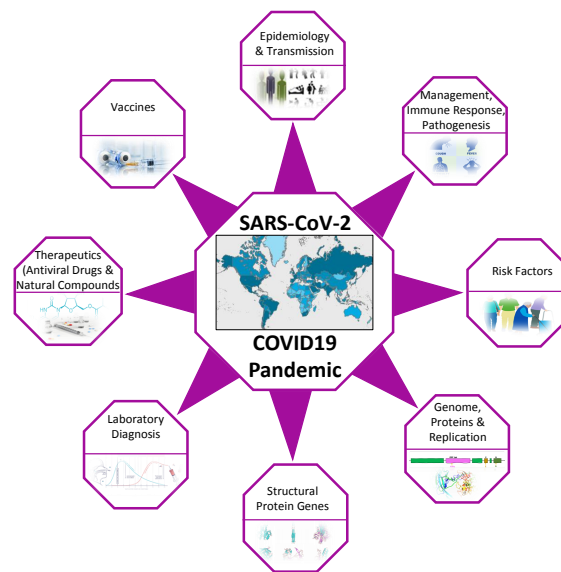 Epidemiology
& Transmission
Management,
Immune Response,
Pathogenesis
Risk Factors
Genome,
Proteins &
Replication
Structural
Protein Genes
Laboratory
Diagnosis
Therapeutics
(Antiviral Drugs &
Natural Compounds
Vaccines
SARS-CoV-2
COVID19
Pandemic